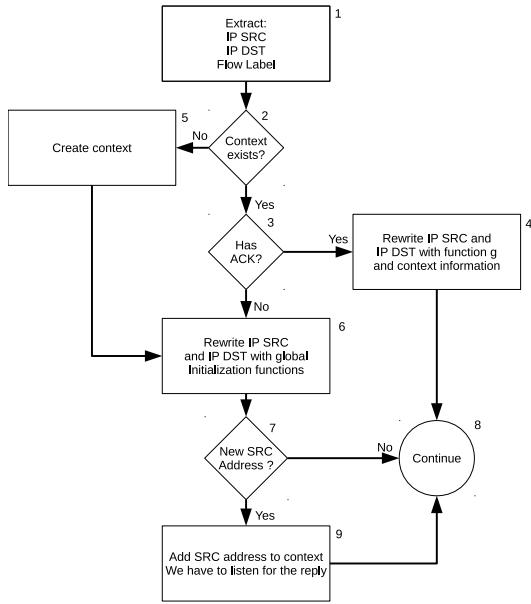 1
Extract:
IP SRC
IP DST
Flow Label
2
5
No
Context
exists?
Create context
Yes
3
4
Has
ACK?
Yes
Rewrite IP SRC and
IP DST with function g
and context information
No
6
Rewrite IP SRC
and IP DST with global
Initialization functions
7
8
New SRC
Address ?
No
Continue
Yes
9
Add SRC address to context
We have to listen for the reply